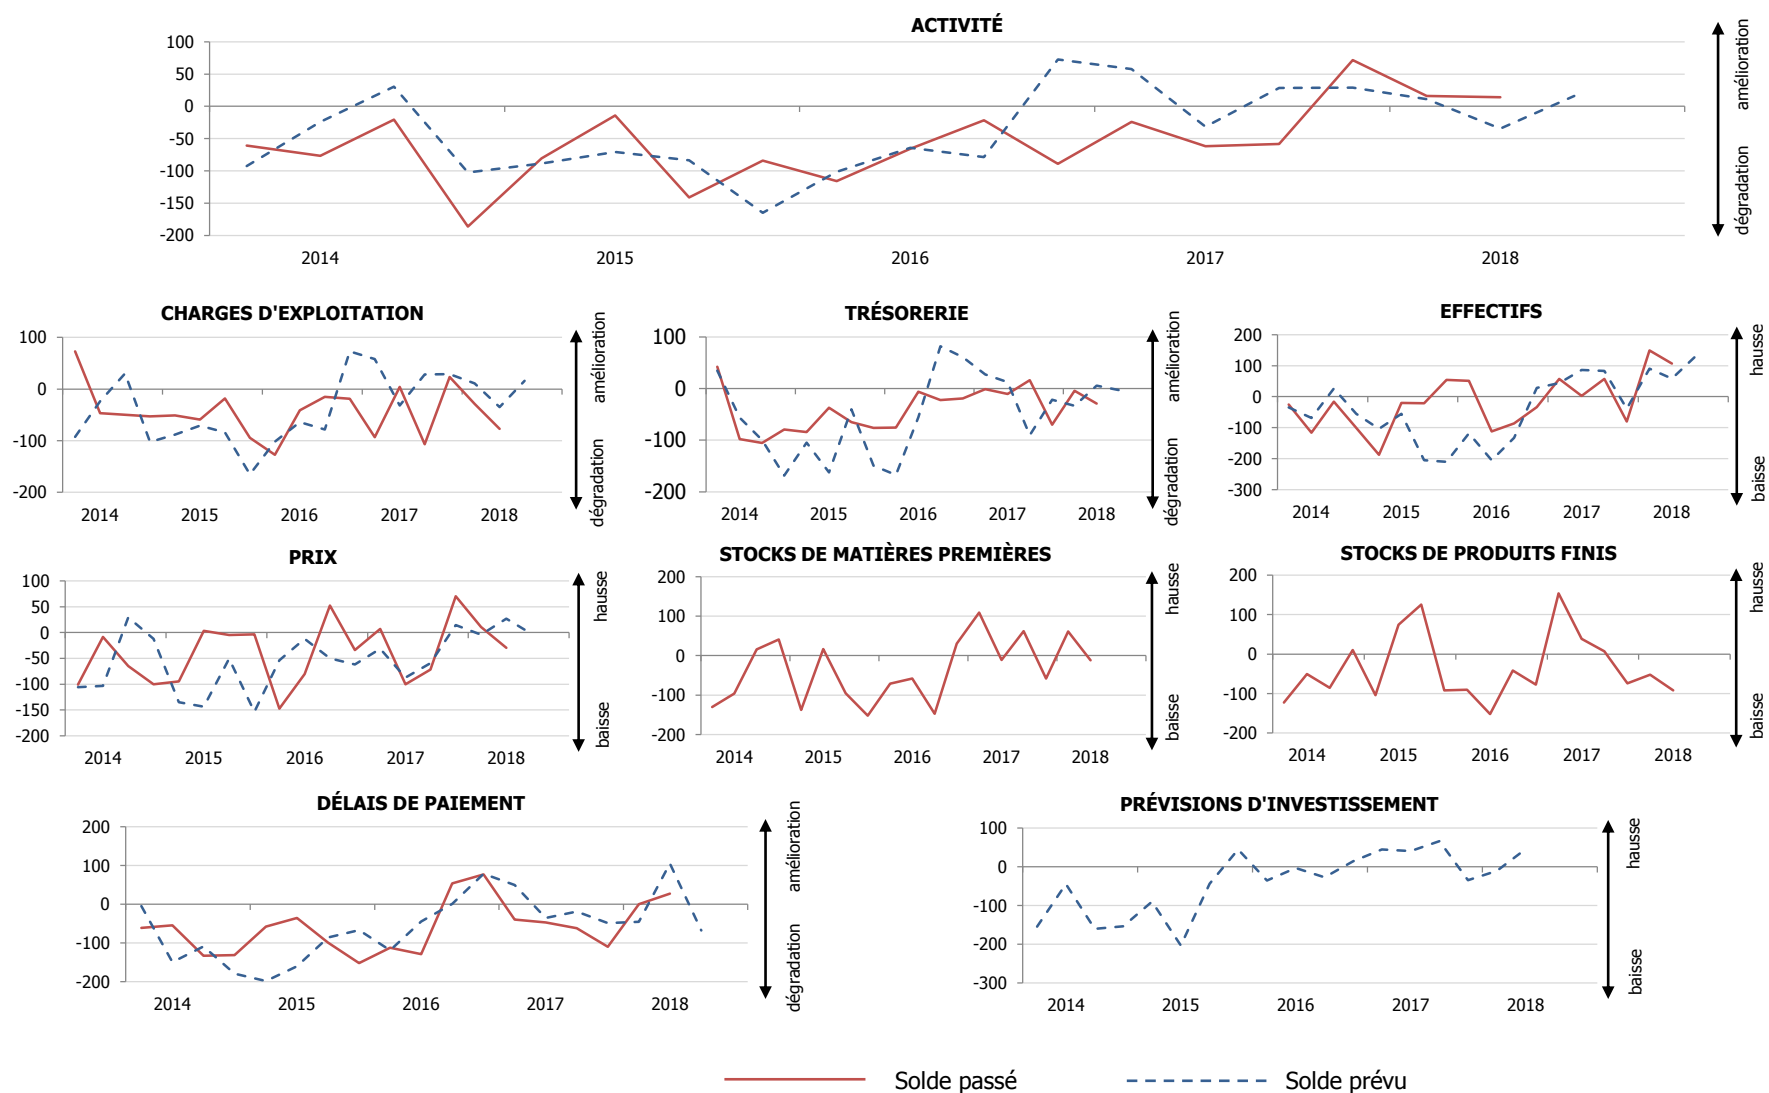 ACTIVITÉ
100
50
0
-50
-100
-150
-200
2014 2015 2016 2017 2018
amélioration
dégradation
CHARGES D'EXPLOITATION
100
0
-100
-200
2014 2015 2016 2017 2018
amélioration
dégradation
TRÉSORERIE
100
0
-100
-200
2014 2015 2016 2017 2018
amélioration
dégradation
EFFECTIFS
200
100
0
-100
-200
-300
2014 2015 2016 2017 2018
hausse
baisse
PRIX
100
50
0
-50
-100
-150
-200
2014 2015 2016 2017 2018
hausse
baisse
STOCKS DE MATIÈRES PREMIÈRES
200
100
0
-100
-200
2014 2015 2016 2017 2018
hausse
baisse
STOCKS DE PRODUITS FINIS
200
100
0
-100
-200
2014 2015 2016 2017 2018
hausse
baisse
DÉLAIS DE PAIEMENT
200
100
0
-100
-200
2014 2015 2016 2017 2018
amélioration
dégradation
PRÉVISIONS D'INVESTISSEMENT
100
0
-100
-200
-300
2014 2015 2016 2017 2018
hausse
baisse
Solde passé Solde prévu